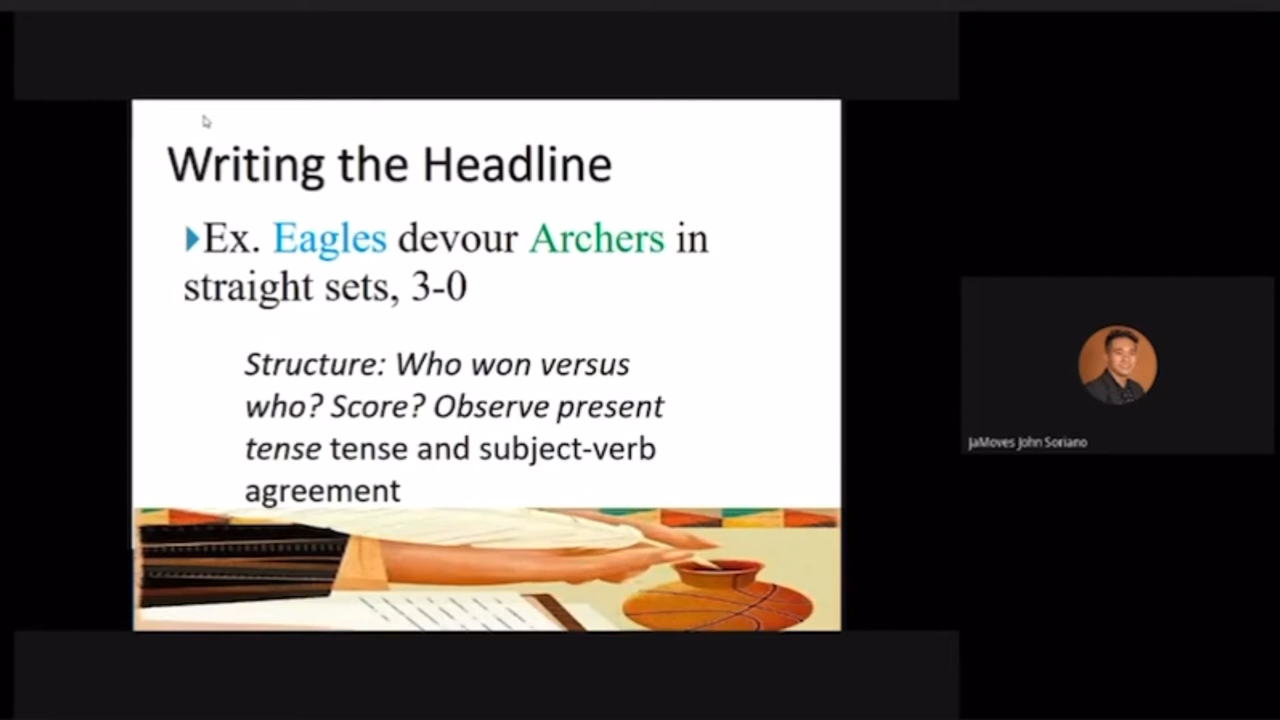 Writing the Headline
Ex. Eagles devour Archers in
straight sets, 3-0
Structure: Who won versus
who? Score? Observe present
tense tense and subject-verb
agreement
JaMoves John Soriano